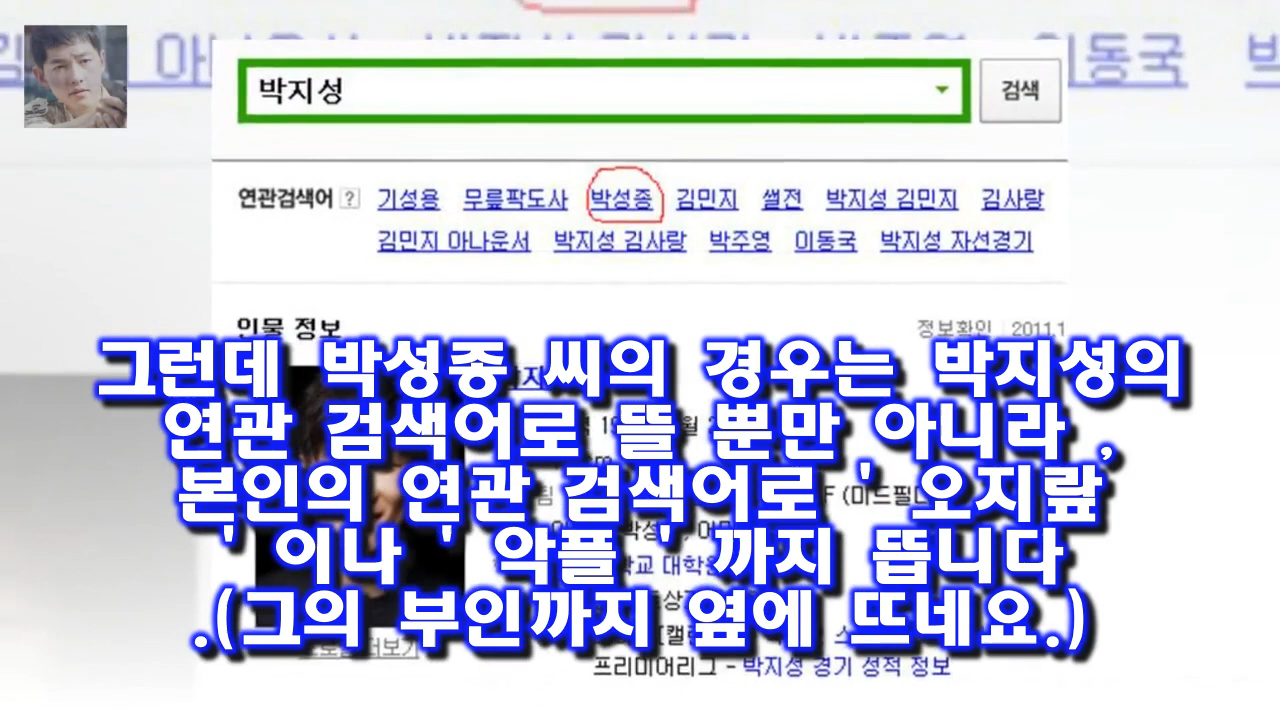 박지성
검색
연관검색어 ? 기성용 무릎팍도사 박성종 김민지 썰전 박지성 김민지 김사랑
김민지 아나운서 박지성 김사랑 박주영 이동국 박지성 자선경기
이동국
인물 정보
정보확인 2011.1
그런데 박성종 씨의 경우는 박지성의
연관 검색어로 뜰 뿐만 ' 아니라 ,
본인의 연관 검색어로 ' 오지랖
' 이나 ' 악플 ' 까지 뜹니다
.(그의 부인까지 옆에 뜨네요.)
프리미어리그 - 박지성 경기 성적 정보